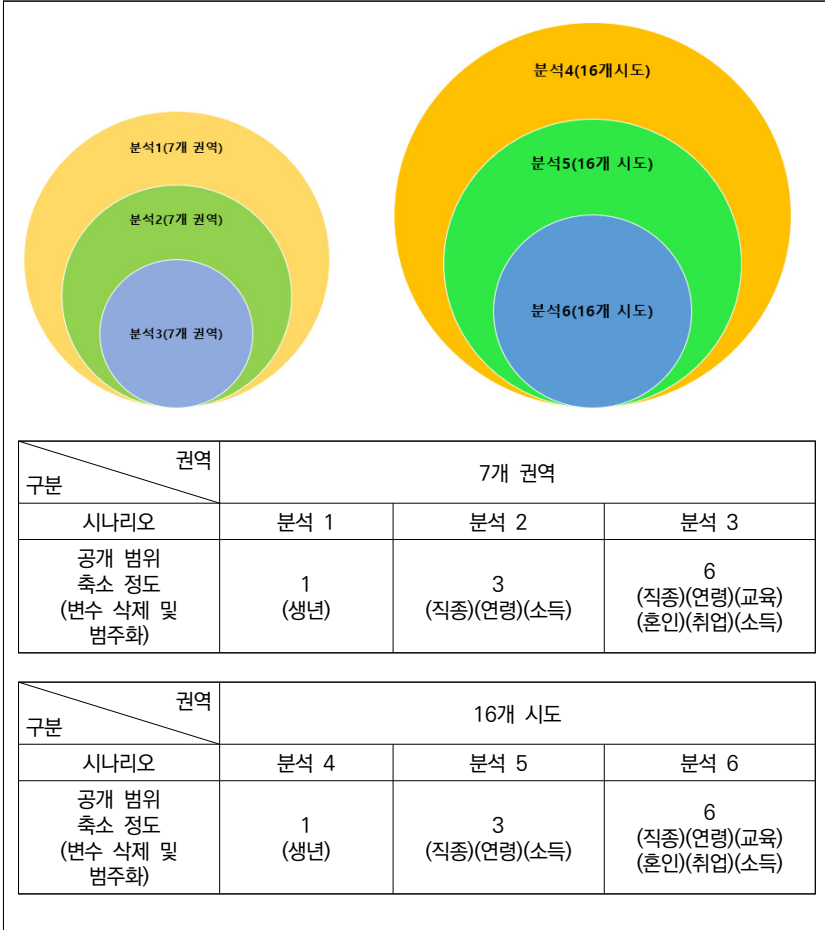 분석4(16개시도)
분석1(7개 권역)
분석5(16개 시도)
분석2(7개 권역)
분석6(16개 시도)
분석3(7개 권역)
권역
구분
7개 권역
시나리오 분석 1 분석 2 분석 3
공개 범위
축소 정도
(변수 삭제 및
범주화)
1
(생년)
3
(직종)(연령)(소득)
6
(직종)(연령)(교육)
(혼인)(취업)(소득)
권역
구분
16개 시도
시나리오 분석 4 분석 5 분석 6
공개 범위
축소 정도
(변수 삭제 및
범주화)
1
(생년)
3
(직종)(연령)(소득)
6
(직종)(연령)(교육)
(혼인)(취업)(소득)